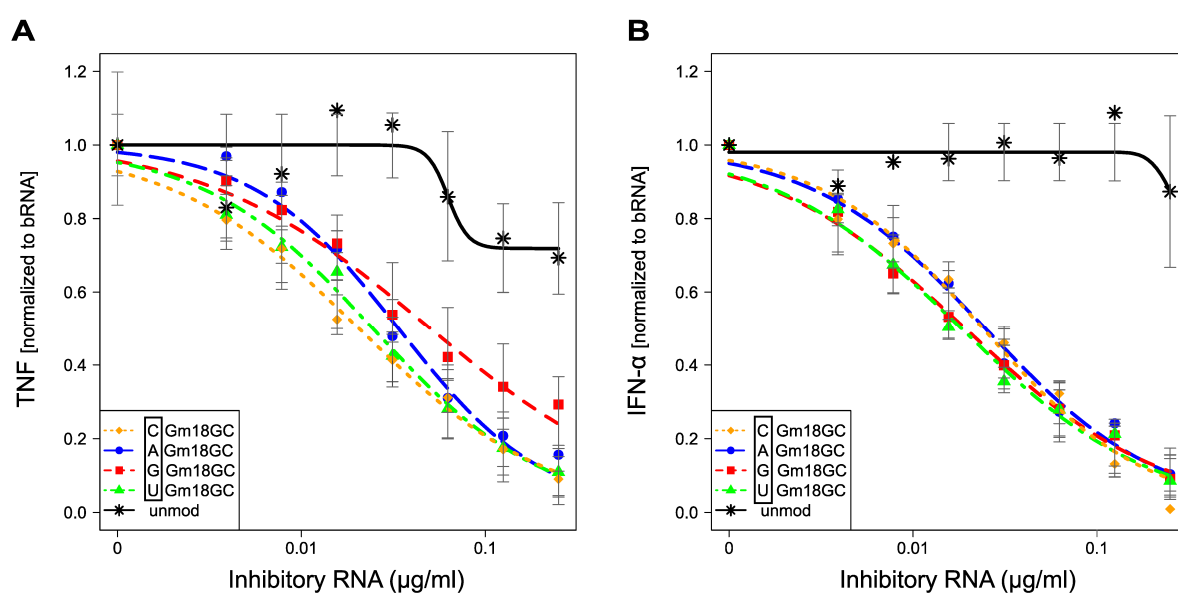 A
TNF [normalized to bRNA]
1.2
1.0
0.8
0.6
0.4
0.2
0.0
C Gm18GC
A Gm18GC
G Gm18GC
U Gm18GC
unmod
0 0.01 0.1
Inhibitory RNA (µg/ml)
B
IFN-α [normalized to bRNA]
1.2
1.0
0.8
0.6
0.4
0.2
0.0
C Gm18GC
A Gm18GC
G Gm18GC
U Gm18GC
unmod
0 0.01 0.1
Inhibitory RNA (µg/ml)